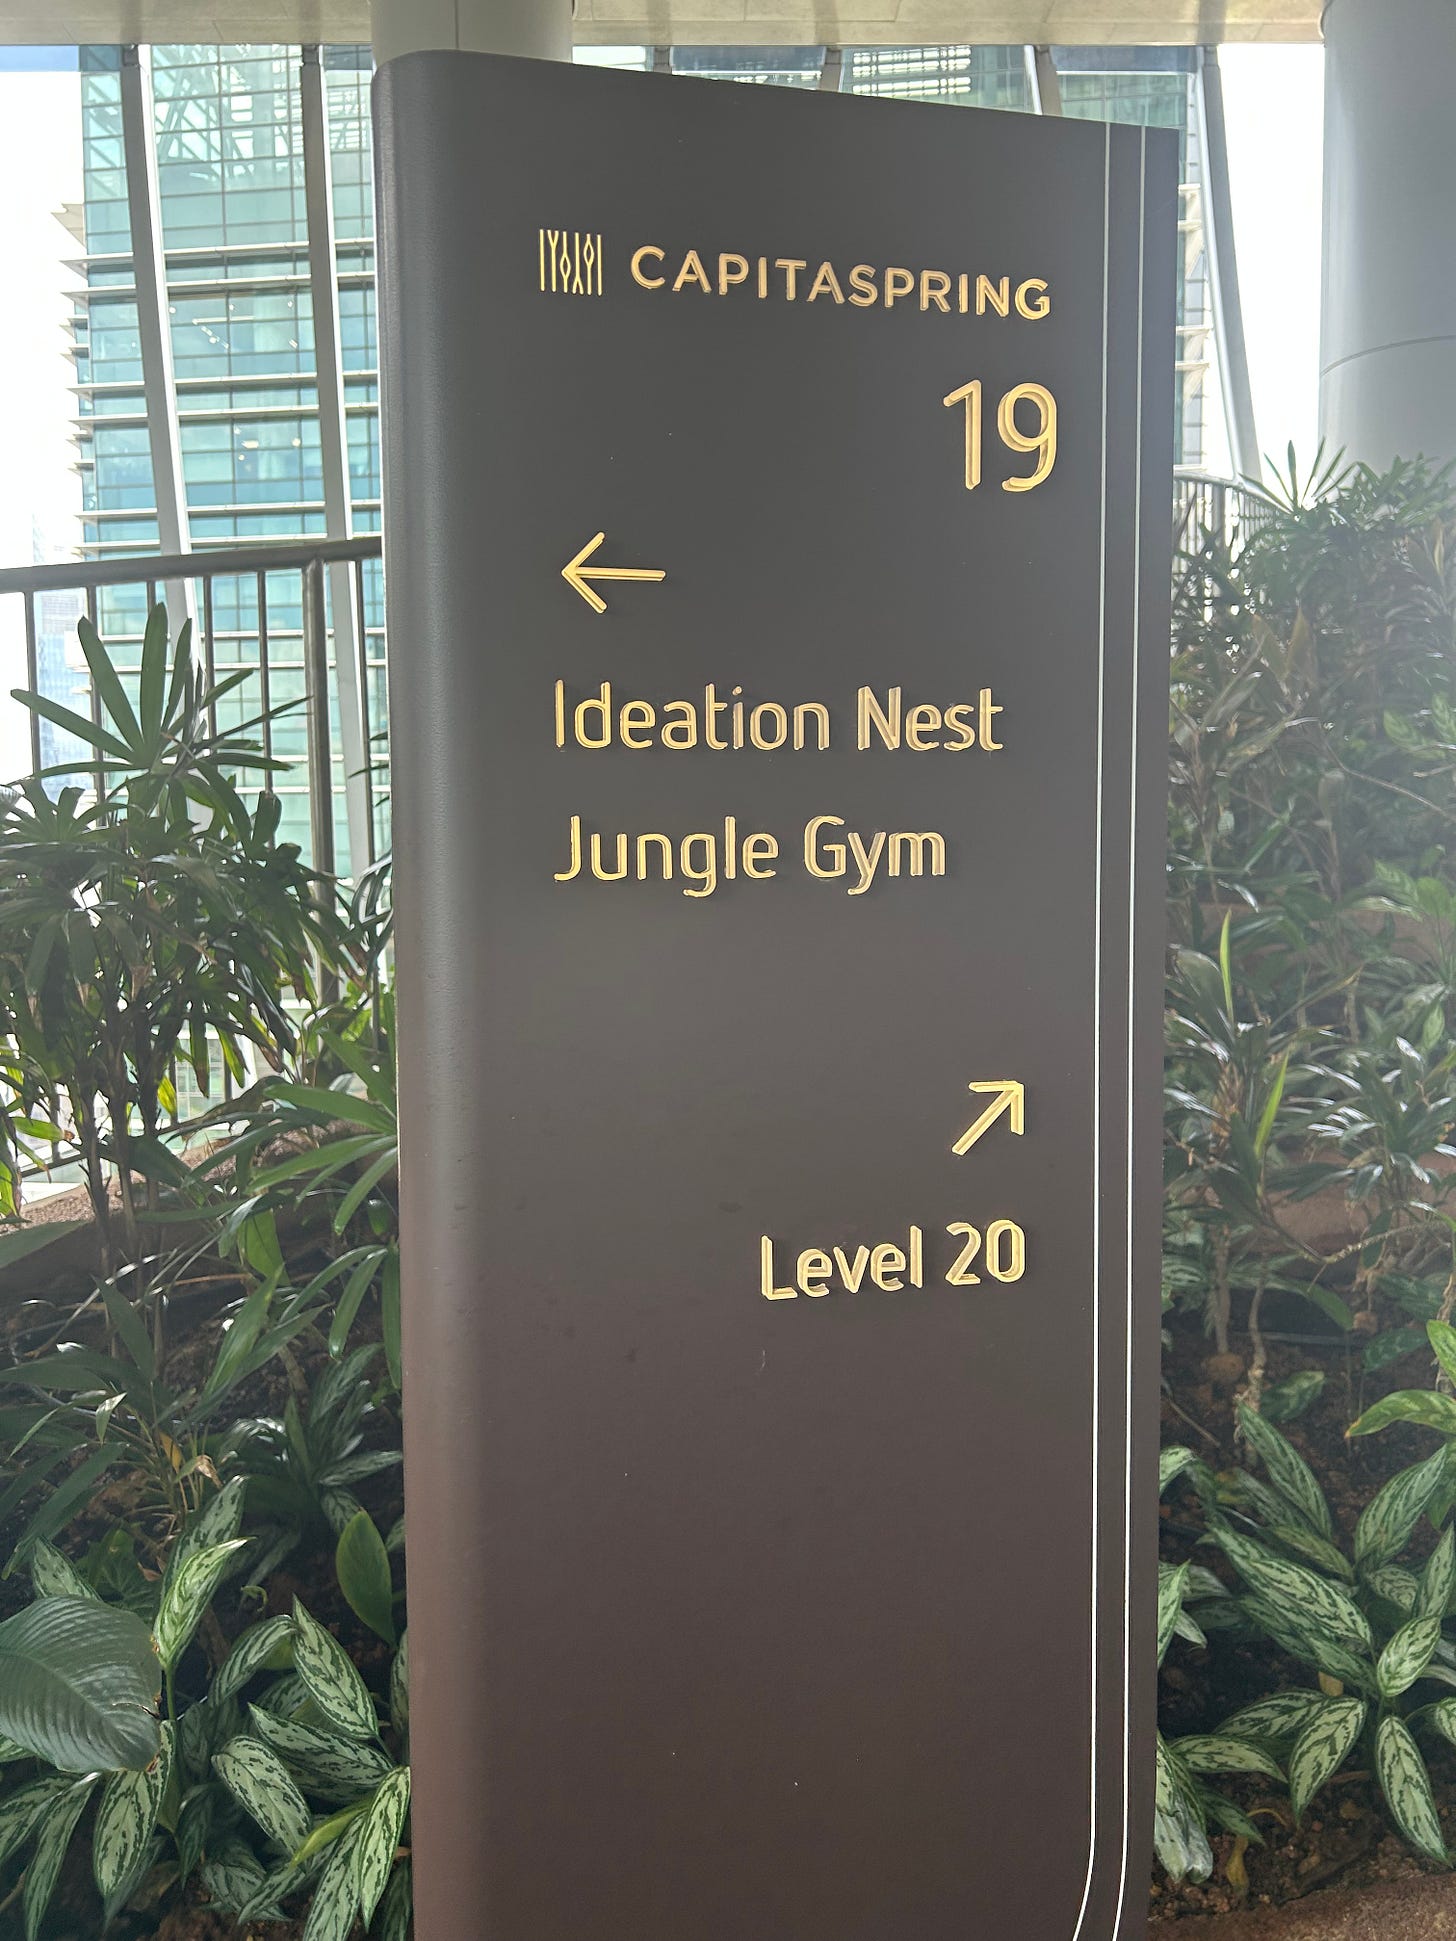 CAPITASPRING
19
←
Ideation Nest
Jungle Gym
↗
Level 20